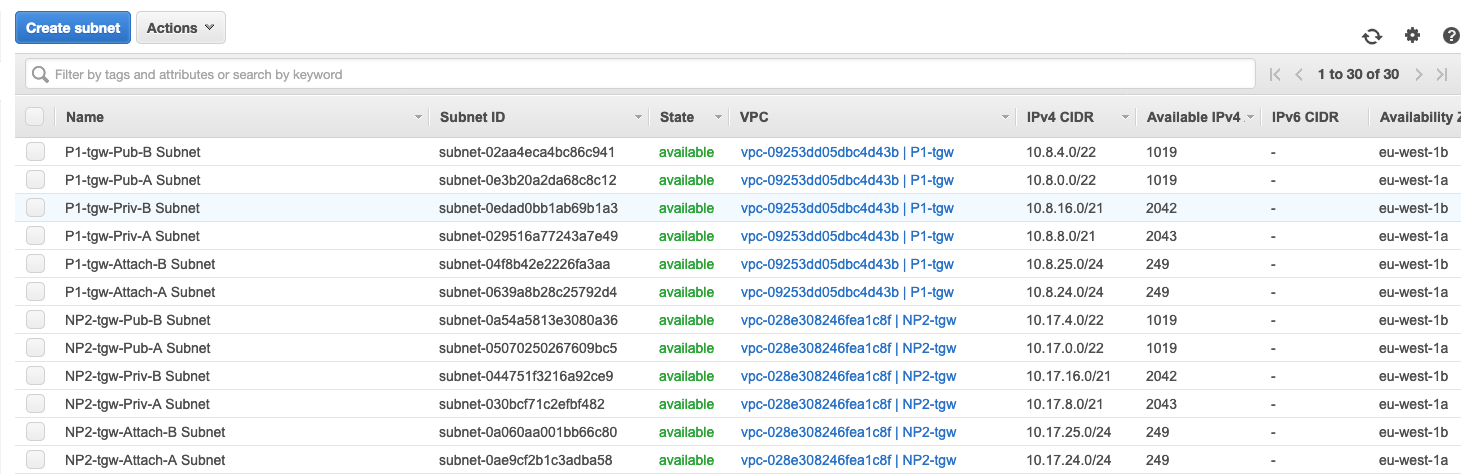 Create subnet Actions
Filter by tags and attributes or search by keyword 1 to 30 of 30
Name Subnet ID State VPC IPv4 CIDR Available IPv4 IPv6 CIDR Availability Z
P1-tgw-Pub-B Subnet subnet-02aa4eca4bc86c941 available vpc-09253dd05dbc4d43b | P1-tgw 10.8.4.0/22 1019 - eu-west-1b
P1-tgw-Pub-A Subnet subnet-0e3b20a2da68c8c12 available vpc-09253dd05dbc4d43b | P1-tgw 10.8.0.0/22 1019 - eu-west-1a
P1-tgw-Priv-B Subnet subnet-0edad0bb1ab69b1a3 available vpc-09253dd05dbc4d43b | P1-tgw 10.8.16.0/21 2042 - eu-west-1b
P1-tgw-Priv-A Subnet subnet-029516a77243a7e49 available vpc-09253dd05dbc4d43b | P1-tgw 10.8.8.0/21 2043 - eu-west-1a
P1-tgw-Attach-B Subnet subnet-04f8b42e2226fa3aa available vpc-09253dd05dbc4d43b | P1-tgw 10.8.25.0/24 249 - eu-west-1b
P1-tgw-Attach-A Subnet subnet-0639a8b28c25792d4 available vpc-09253dd05dbc4d43b | P1-tgw 10.8.24.0/24 249 - eu-west-1a
NP2-tgw-Pub-B Subnet subnet-0a54a5813e3080a36 available vpc-028e308246fea1c8f | NP2-tgw 10.17.4.0/22 1019 - eu-west-1b
NP2-tgw-Pub-A Subnet subnet-05070250267609bc5 available vpc-028e308246fea1c8f | NP2-tgw 10.17.0.0/22 1019 - eu-west-1a
NP2-tgw-Priv-B Subnet subnet-044751f3216a92ce9 available vpc-028e308246fea1c8f | NP2-tgw 10.17.16.0/21 2042 - eu-west-1b
NP2-tgw-Priv-A Subnet subnet-030bcf71c2efbf482 available vpc-028e308246fea1c8f | NP2-tgw 10.17.8.0/21 2043 - eu-west-1a
NP2-tgw-Attach-B Subnet subnet-0a060aa001bb66c80 available vpc-028e308246fea1c8f | NP2-tgw 10.17.25.0/24 249 - eu-west-1b
NP2-tgw-Attach-A Subnet subnet-0ae9cf2b1c3adba58 available vpc-028e308246fea1c8f | NP2-tgw 10.17.24.0/24 249 - eu-west-1a